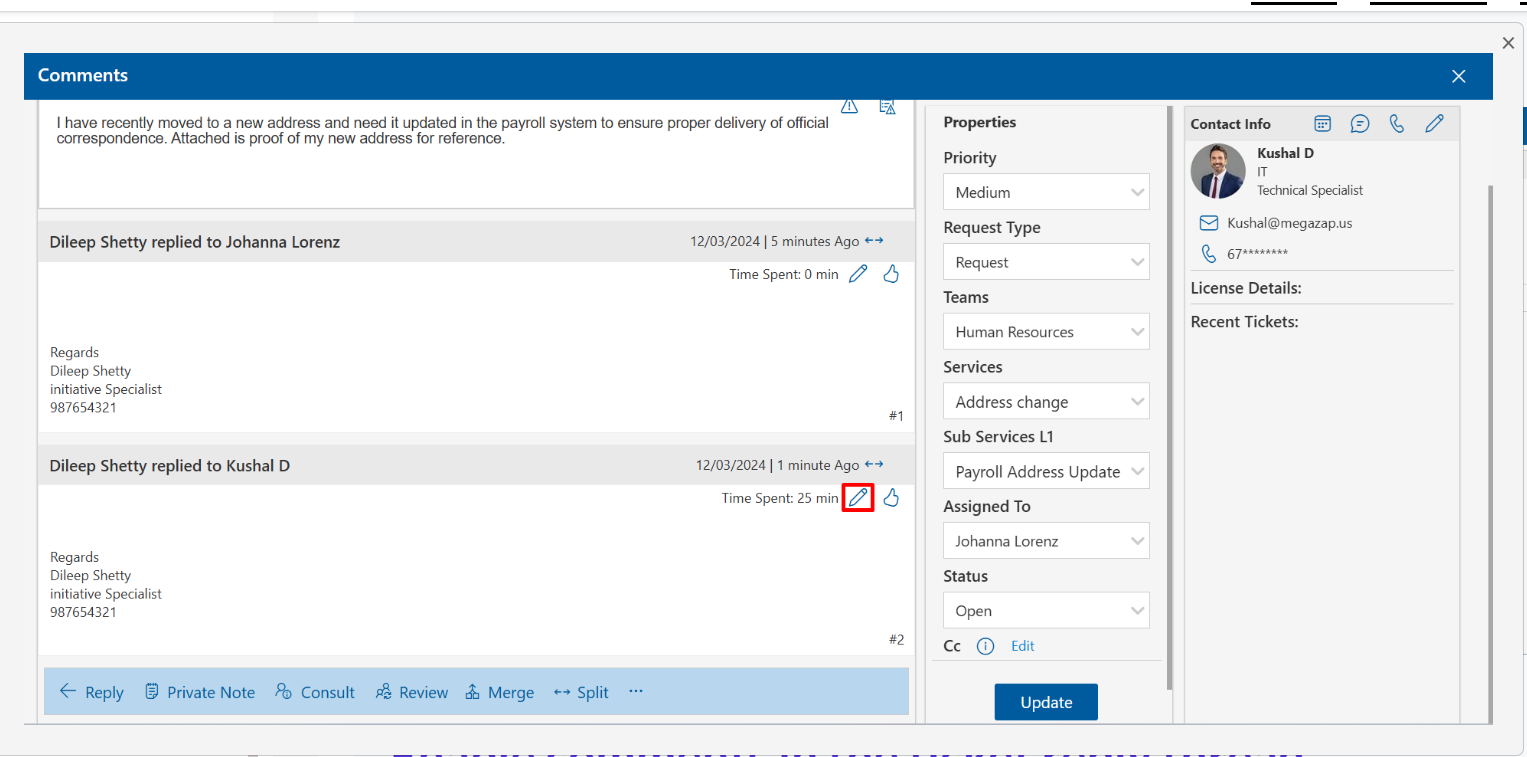 Comments
I have recently moved to a new address and need it updated in the payroll system to ensure proper delivery of official
correspondence. Attached is proof of my new address for reference.
Dileep Shetty replied to Johanna Lorenz
12/03/2024 | 5 minutes Ago
Time Spent: 0 min
Regards
Dileep Shetty
initiative Specialist
987654321
#1
Dileep Shetty replied to Kushal D
12/03/2024 | 1 minute Ago
Time Spent: 25 min
Regards
Dileep Shetty
initiative Specialist
987654321
#2
Reply Private Note Consult Review Merge Split ···
Properties
Priority
Medium
Request Type
Request
Teams
Human Resources
Services
Address change
Sub Services L1
Payroll Address Update
Assigned To
Johanna Lorenz
Status
Open
Cc Edit
Update
Contact Info
Kushal D
IT
Technical Specialist
Kushal@megazap.us
67********
License Details:
Recent Tickets: